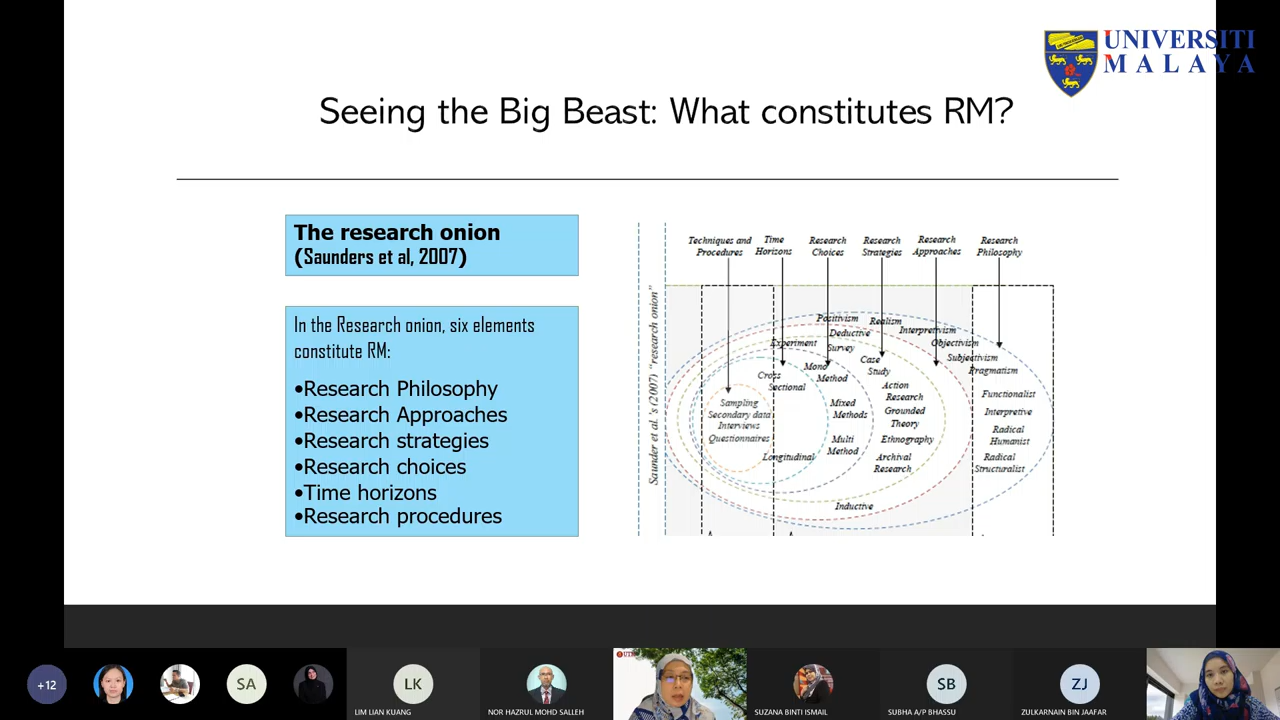 UNIVERSITI
MALAYA
Seeing the Big Beast: What constitutes RM?
The research onion
(Saunders et al, 2007)
In the Research onion, six elements
constitute RM:
•Research Philosophy
•Research Approaches
•Research strategies
•Research choices
•Time horizons
•Research procedures
Saunder et al.'s (2007) "research onion"
Techniques and
Procedures
Time
Horizons
Research
Choices
Research
Strategies
Research
Approaches
Research
Philosophy
Positivism
Realism
Interpretivism
Objectivism
Subjectivism
Pragmatism
Functionalist
Interpretive
Radical
Humanist
Radical
Structuralist
Deductive
Experiment
Survey
Case
Study
Action
Research
Grounded
Theory
Ethnography
Archival
Research
Mono
Method
Mixed
Methods
Multi
Method
Cross
Sectional
Longitudinal
Sampling
Secondary data
Interviews
Questionnaires
Inductive
+12
SA
LK
LIM LIAN KUANG
NOR HAZRUL MOHD SALLEH
SUZANA BINTI ISMAIL
SB
SUBHA A/P BHASSU
ZJ
ZULKARNAIN BIN JAAFAR